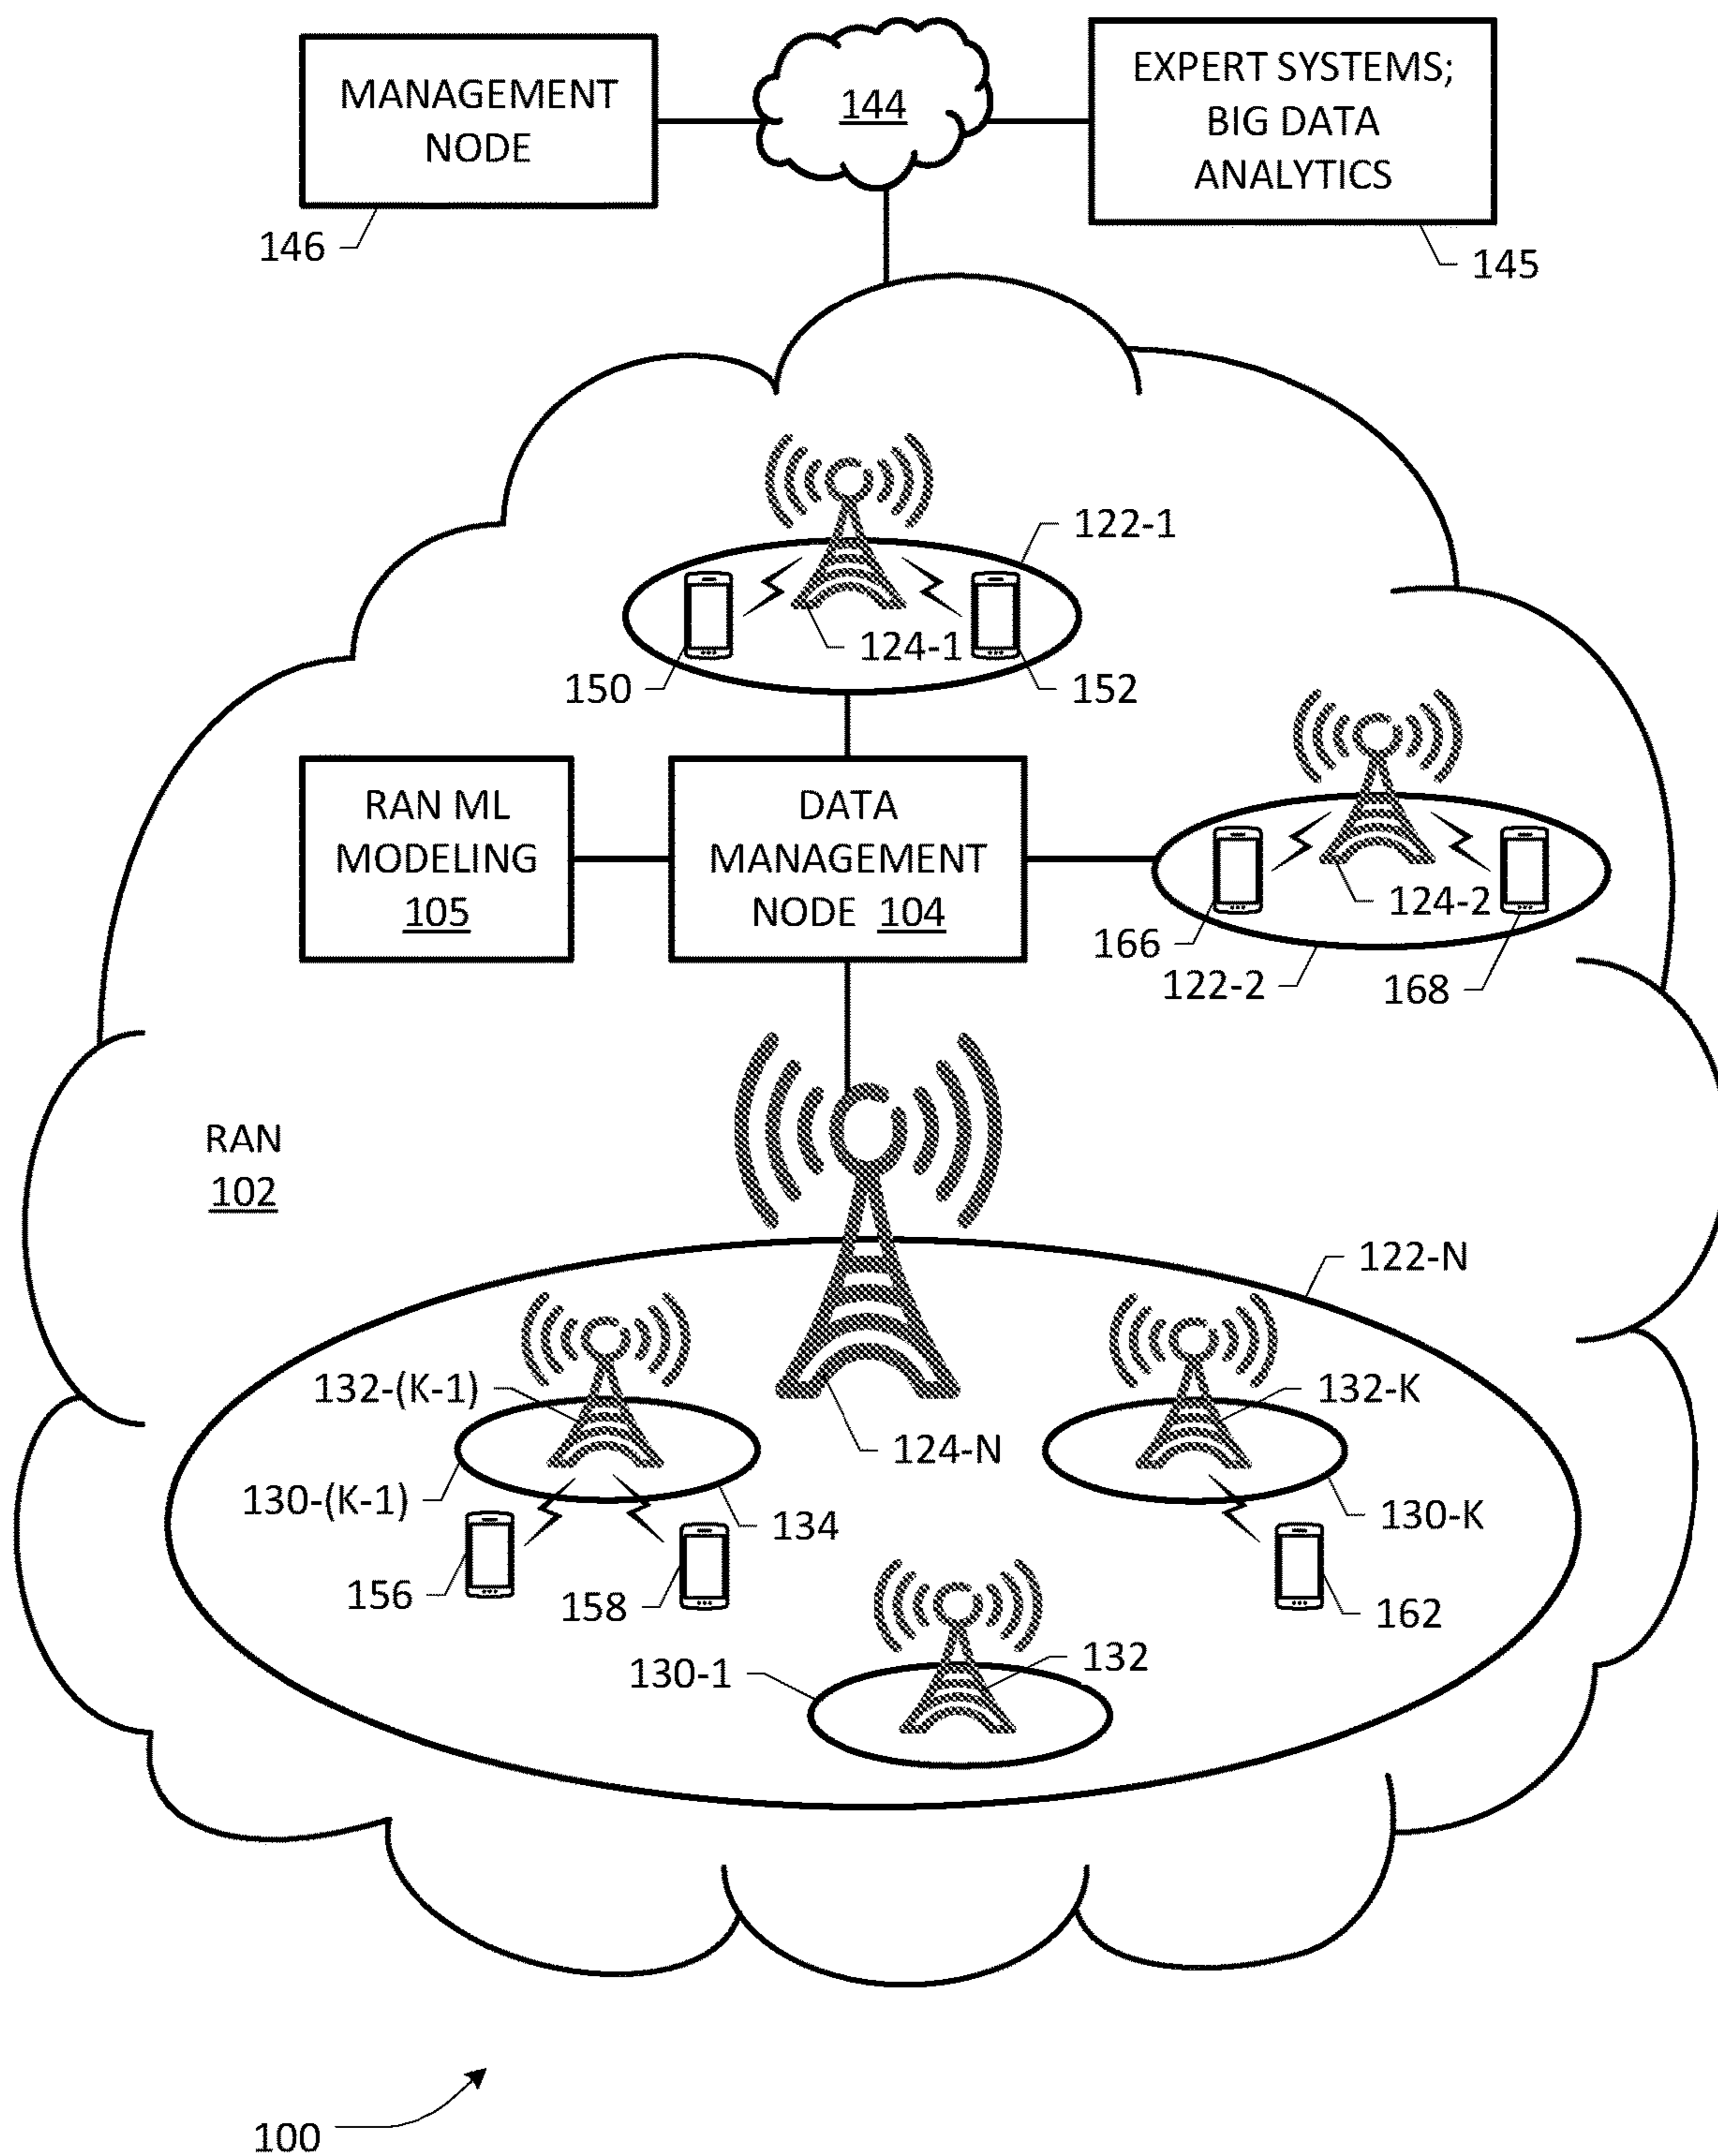 MANAGEMENT
NODE
146
144
EXPERT SYSTEMS;
BIG DATA
ANALYTICS
145
122-1
124-1
150
152
RAN ML
MODELING
105
DATA
MANAGEMENT
NODE 104
124-2
166
122-2
168
RAN
102
122-N
132-(K-1)
132-K
124-N
130-(K-1)
134
130-K
156
158
162
130-1
132
100